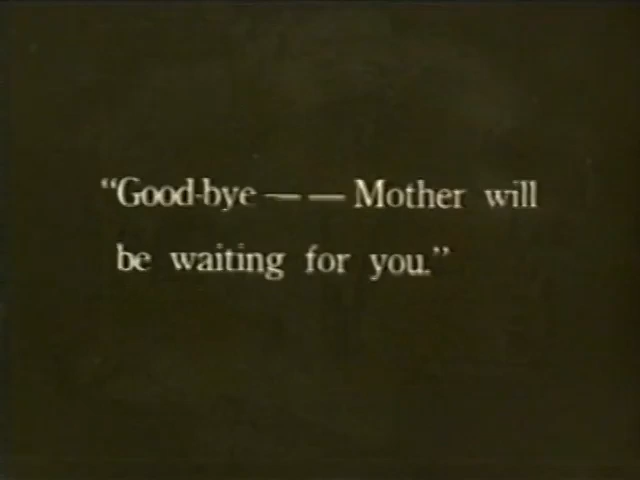 “Good-bye — — Mother will
be waiting for you.”